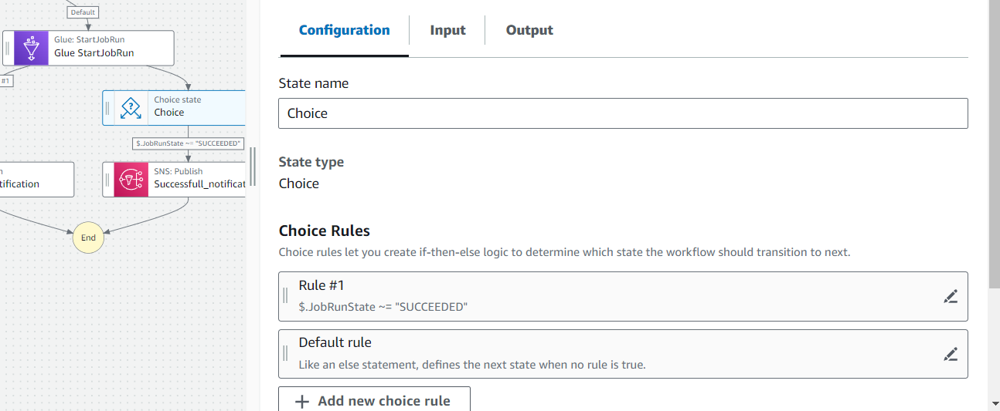 Default
Glue: StartJobRun
Glue StartJobRun
#1
Choice state
Choice
$.JobRunState ~= "SUCCEEDED"
n
tification
SNS: Publish
Successfull_notificat
End
Configuration
Input
Output
State name
Choice
State type
Choice
Choice Rules
Choice rules let you create if-then-else logic to determine which state the workflow should transition to next.
Rule #1
$.JobRunState ~= "SUCCEEDED"
Default rule
Like an else statement, defines the next state when no rule is true.
+ Add new choice rule